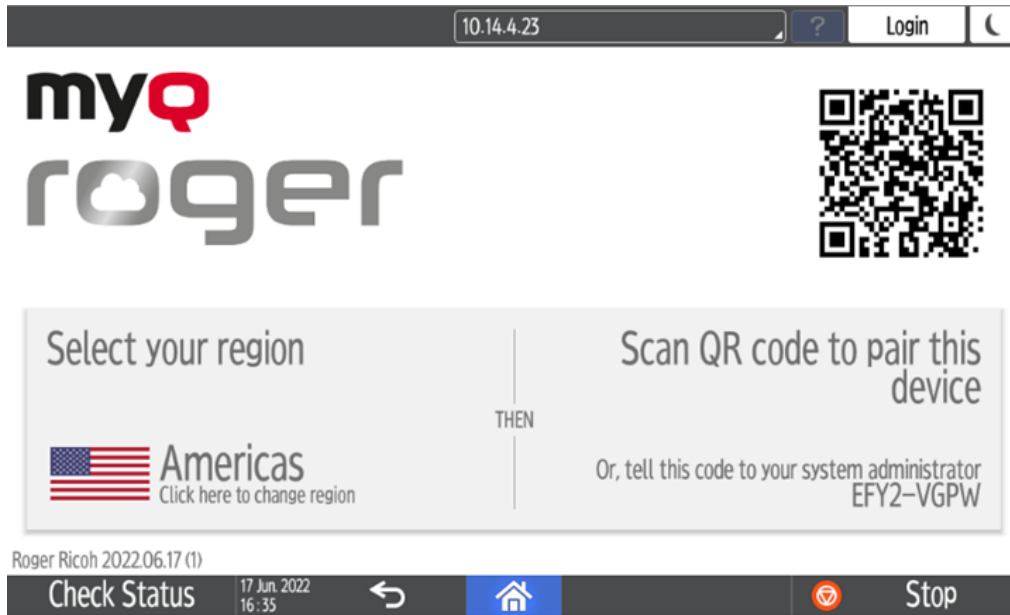 10.14.4.23
?
Login
myQ
roger
Select your region
Scan QR code to pair this
device
THEN
Americas
Click here to change region
Or, tell this code to your system administrator
EFY2-VGPW
Roger Ricoh 2022.06.17 (1)
Check Status
17 Jun. 2022
16:35
Stop